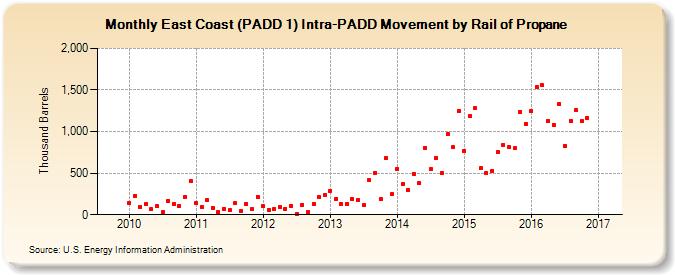 Monthly East Coast (PADD 1) Intra-PADD Movement by Rail of Propane
Thousand Barrels
2,000
1,500
1,000
500
0
2010 2011 2012 2013 2014 2015 2016 2017
Source: U.S. Energy Information Administration